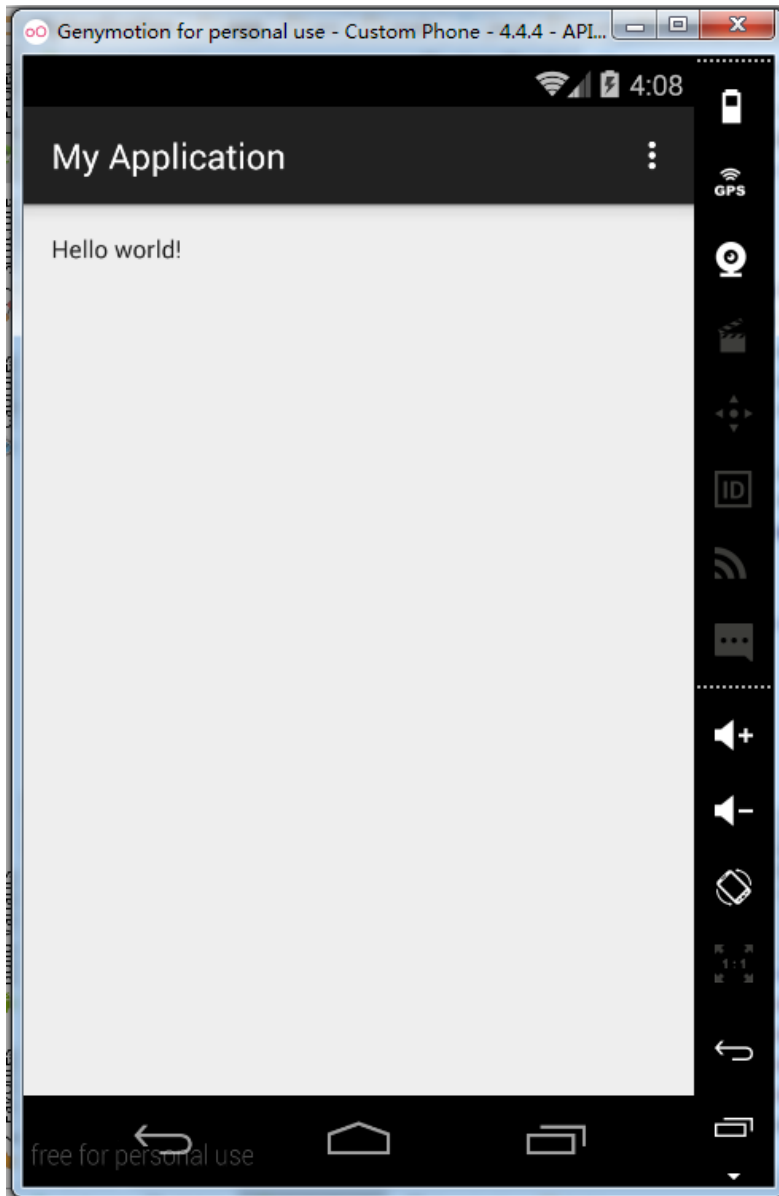 Genymotion for personal use - Custom Phone - 4.4.4 - API...
4:08
My Application
GPS
Hello world!
ID
1:1
free for personal use